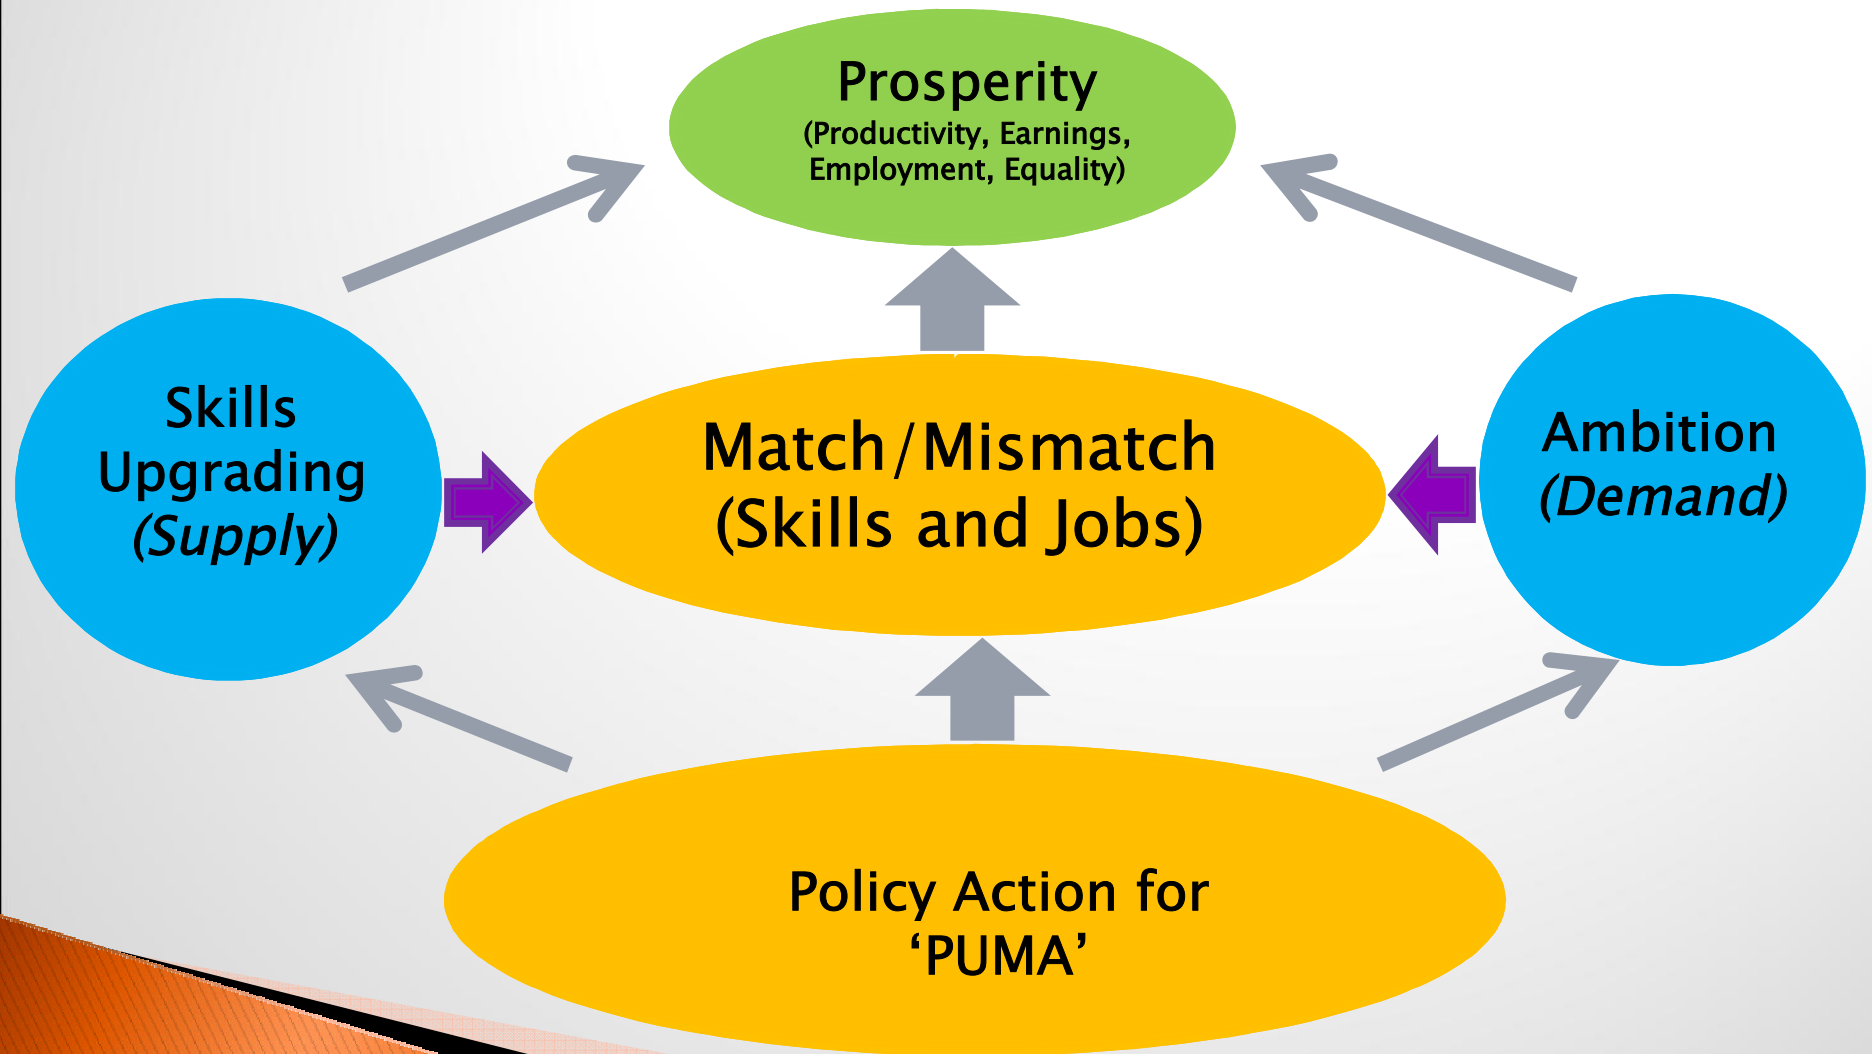 Prosperity
(Productivity, Earnings,
Employment, Equality)
Skills
Upgrading
(Supply)
Match/Mismatch
(Skills and Jobs)
Ambition
(Demand)
Policy Action for
‘PUMA’